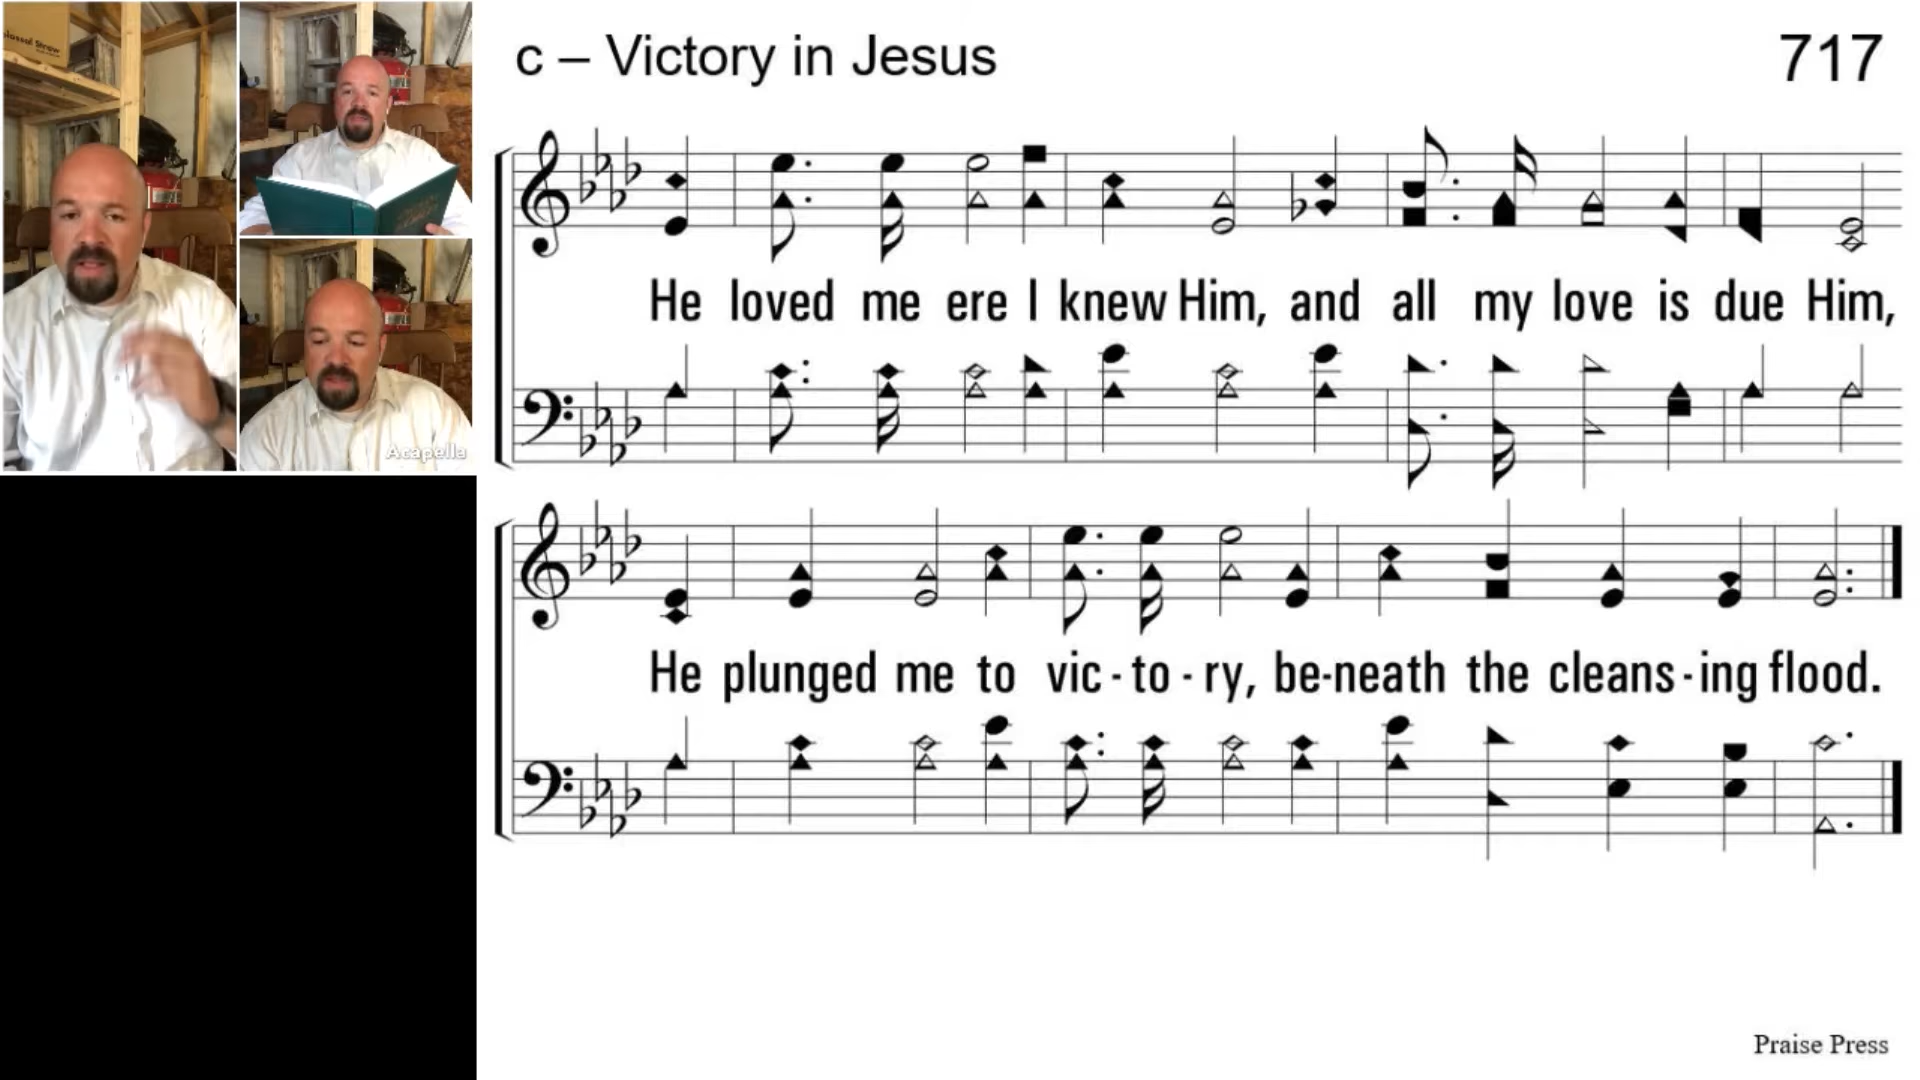 c – Victory in Jesus
717
He loved me ere I knew Him, and all my love is due Him,
He plunged me to vic - to - ry, be-neath the cleans - ing flood.
Praise Press
Acapella